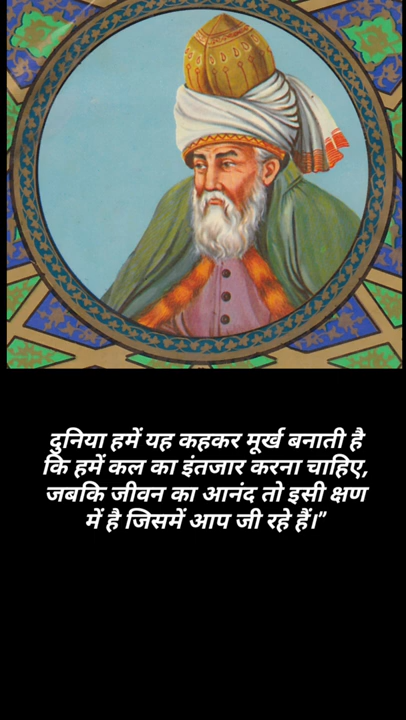 दुनिया हमें यह कहकर मूर्ख बनाती है
कि हमें कल का इंतजार करना चाहिए,
जबकि जीवन का आनंद तो इसी क्षण
में है जिसमें आप जी रहे हैं।”